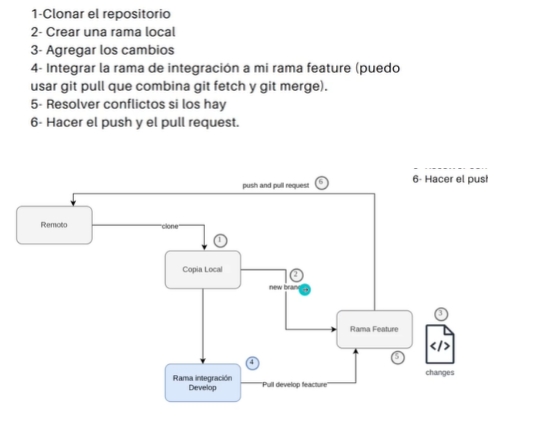 1-Clonar el repositorio
2- Crear una rama local
3- Agregar los cambios
4- Integrar la rama de integración a mi rama feature (puedo
usar git pull que combina git fetch y git merge).
5- Resolver conflictos si los hay
6- Hacer el push y el pull request.
6- Hacer el push
push and pull request 6
Remoto
clone
1
Copia Local
2
new
3
Rama Feature
</>
5
changes
4
Rama integración
Develop
Pull develop feacture